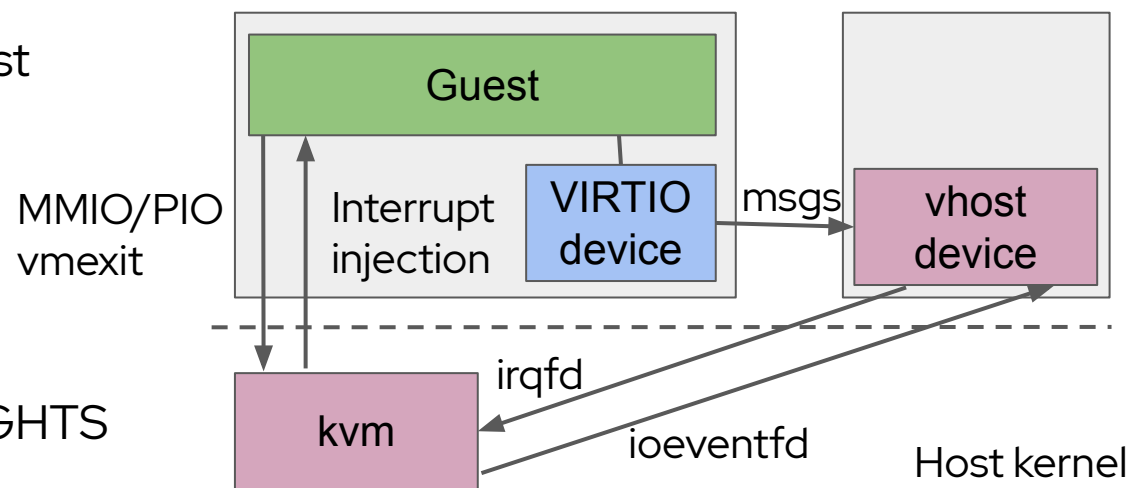 st
Guest
MMIO/PIO
vmexit
Interrupt
injection
VIRTIO
device
msgs
vhost
device
irqfd
GHTS
kvm
ioeventfd
Host kernel